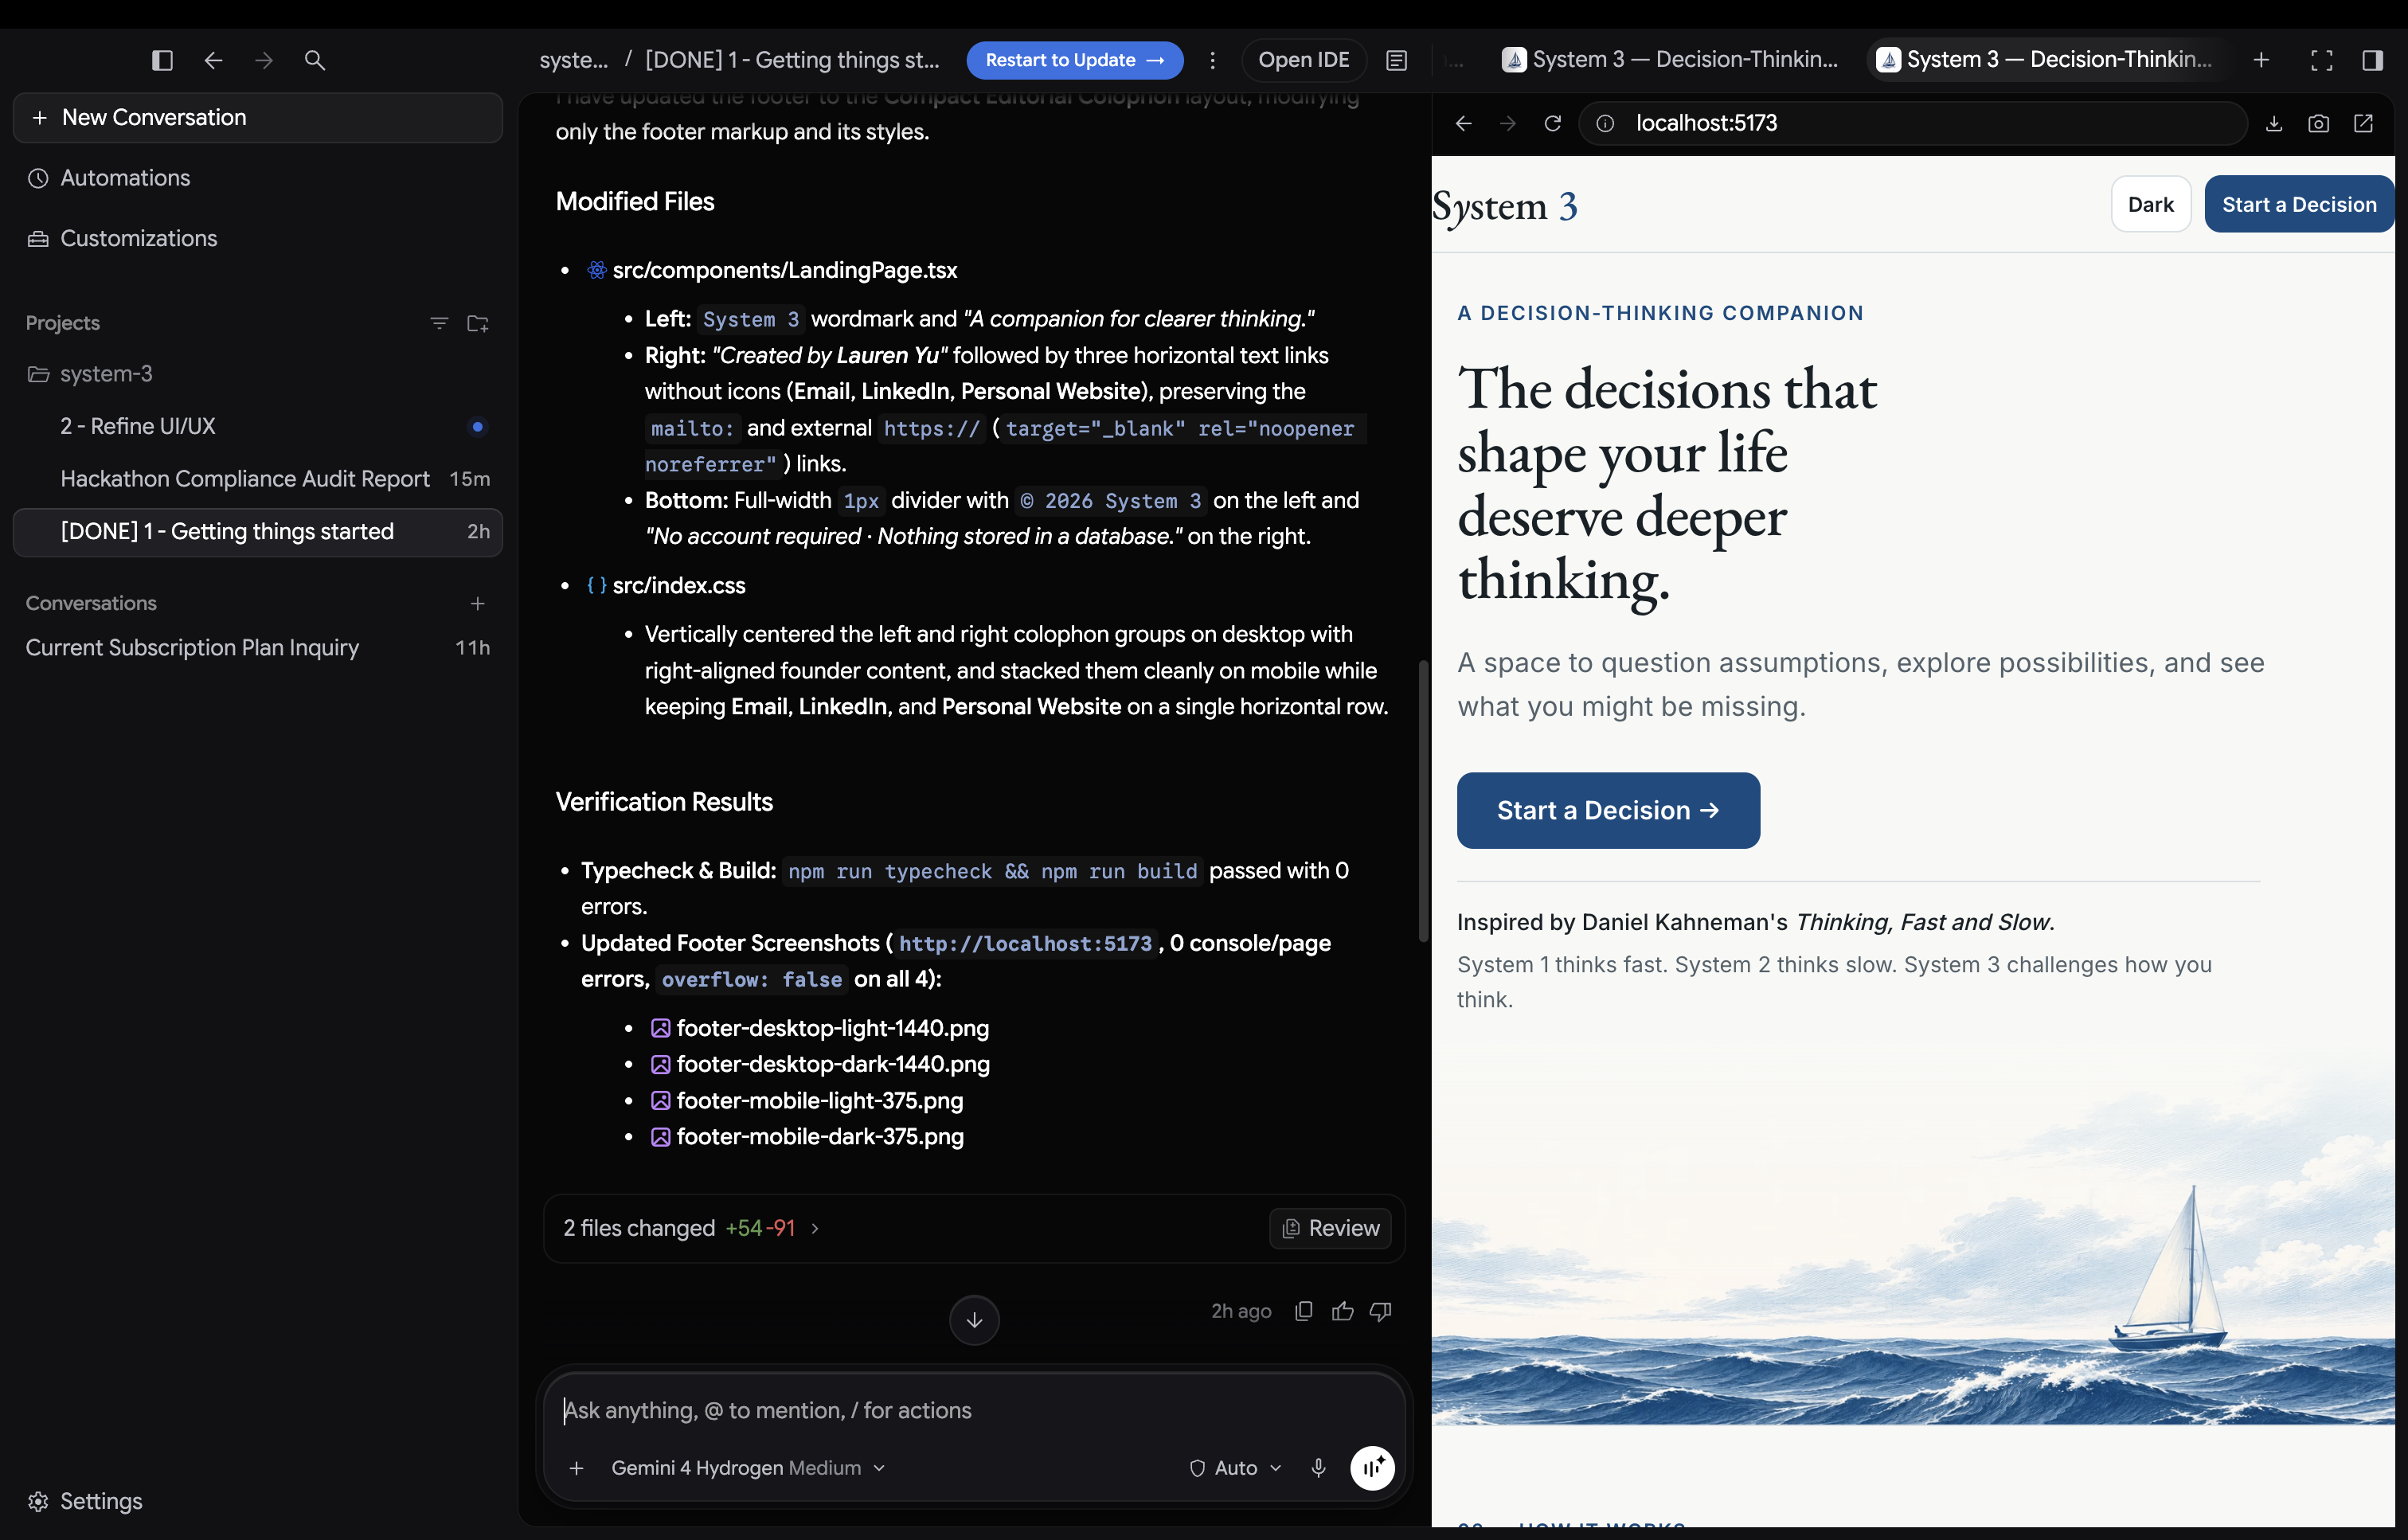 syste... / [DONE] 1 - Getting things st...
Restart to Update →
Open IDE
System 3 — Decision-Thinkin...
System 3 — Decision-Thinkin...
New Conversation
Automations
Customizations
Projects
system-3
2 - Refine UI/UX
Hackathon Compliance Audit Report 15m
[DONE] 1 - Getting things started 2h
Conversations
Current Subscription Plan Inquiry 11h
Settings
I have updated the footer to the Compact Editorial Colophon layout, modifying
only the footer markup and its styles.
Modified Files
• src/components/LandingPage.tsx
• Left: System 3 wordmark and "A companion for clearer thinking."
• Right: "Created by Lauren Yu" followed by three horizontal text links
without icons (Email, LinkedIn, Personal Website), preserving the
mailto: and external https:// ( target="_blank" rel="noopener
noreferrer" ) links.
• Bottom: Full-width 1px divider with © 2026 System 3 on the left and
"No account required · Nothing stored in a database." on the right.
• { } src/index.css
• Vertically centered the left and right colophon groups on desktop with
right-aligned founder content, and stacked them cleanly on mobile while
keeping Email, LinkedIn, and Personal Website on a single horizontal row.
Verification Results
• Typecheck & Build: npm run typecheck && npm run build passed with 0
errors.
• Updated Footer Screenshots ( http://localhost:5173 , 0 console/page
errors, overflow: false on all 4):
• footer-desktop-light-1440.png
• footer-desktop-dark-1440.png
• footer-mobile-light-375.png
• footer-mobile-dark-375.png
2 files changed +54 -91
Review
2h ago
Ask anything, @ to mention, / for actions
Gemini 4 Hydrogen Medium
Auto
localhost:5173
System 3
Dark
Start a Decision
A DECISION-THINKING COMPANION
The decisions that
shape your life
deserve deeper
thinking.
A space to question assumptions, explore possibilities, and see
what you might be missing.
Start a Decision →
Inspired by Daniel Kahneman's Thinking, Fast and Slow.
System 1 thinks fast. System 2 thinks slow. System 3 challenges how you
think.
HOW IT WORKS